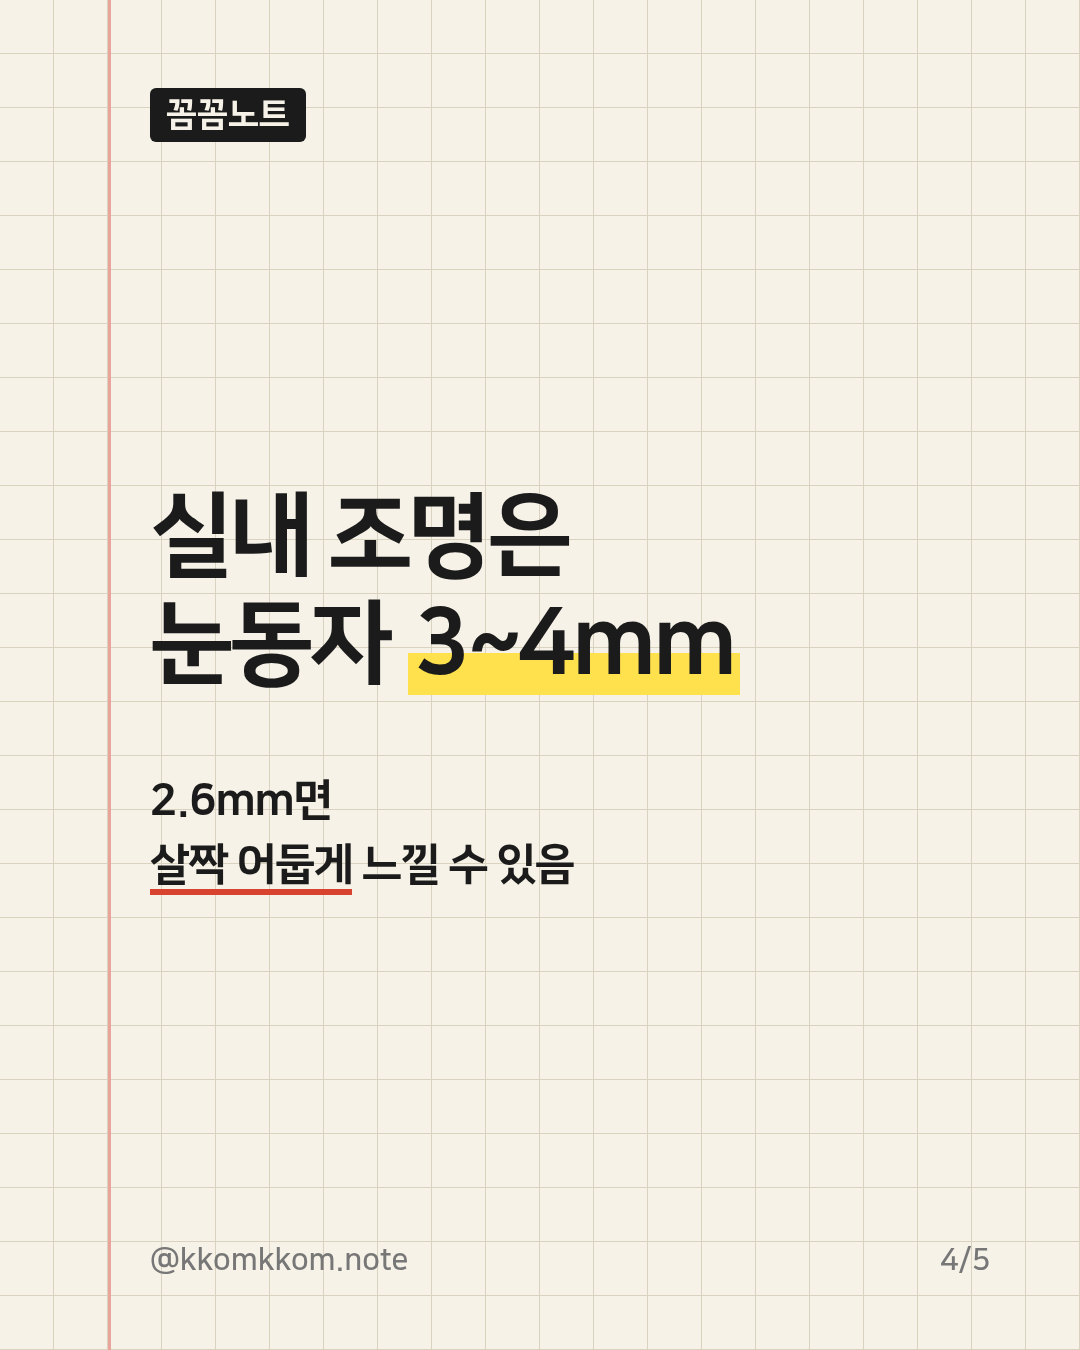 꼼꼼노트
실내 조명은
눈동자 3~4mm
2.6mm면
살짝 어둡게 느낄 수 있음
@kkomkkom.note
4/5